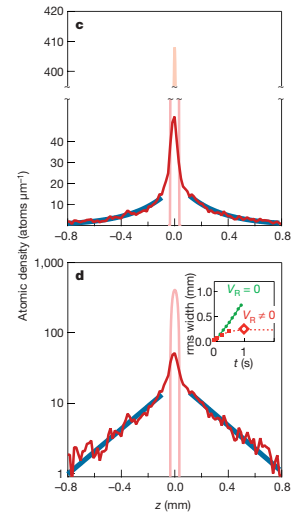 c
420
410
400
40
30
20
10
−0.8 −0.4 0.0 0.4 0.8
Atomic density (atoms μm⁻¹)
1,000
100
10
1
d
rms width (mm)
1.0
0.5
0.0
V_R = 0
V_R ≠ 0
0 1
t (s)
−0.8 −0.4 0.0 0.4 0.8
z (mm)